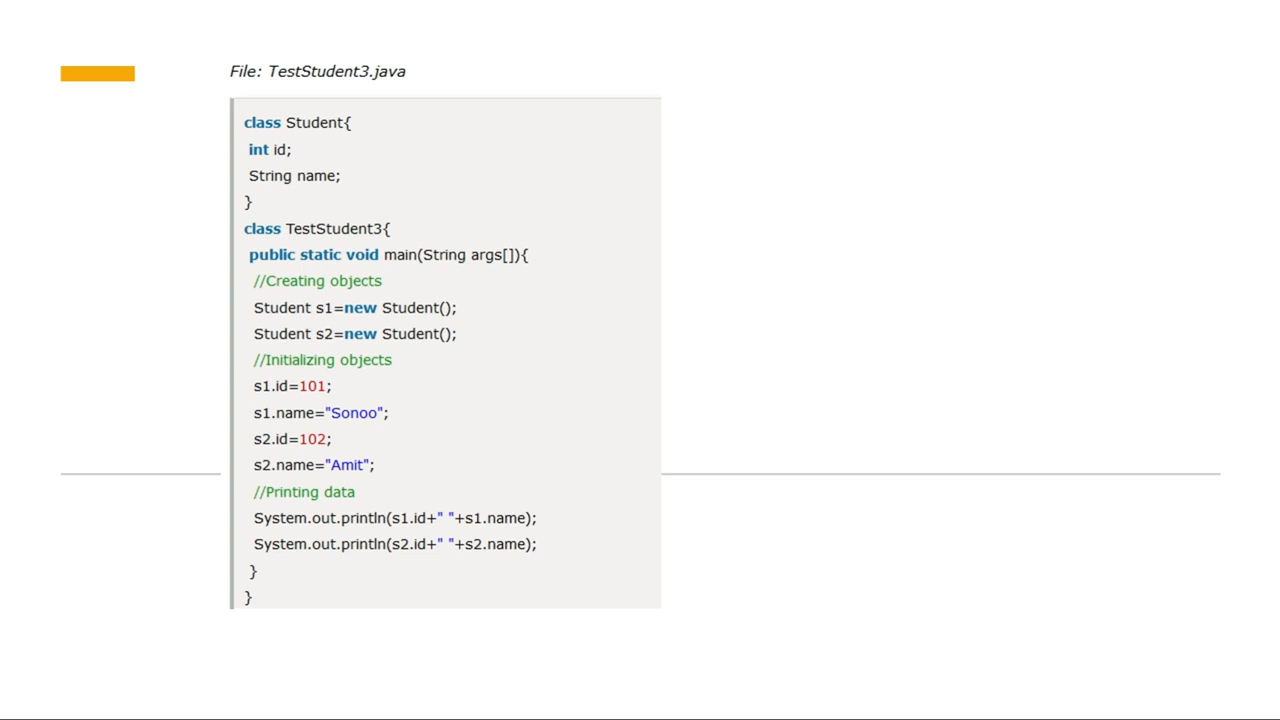 File: TestStudent3.java
class Student{
int id;
String name;
}
class TestStudent3{
public static void main(String args[]){
//Creating objects
Student s1=new Student();
Student s2=new Student();
//Initializing objects
s1.id=101;
s1.name="Sonoo";
s2.id=102;
s2.name="Amit";
//Printing data
System.out.println(s1.id+" "+s1.name);
System.out.println(s2.id+" "+s2.name);
}
}